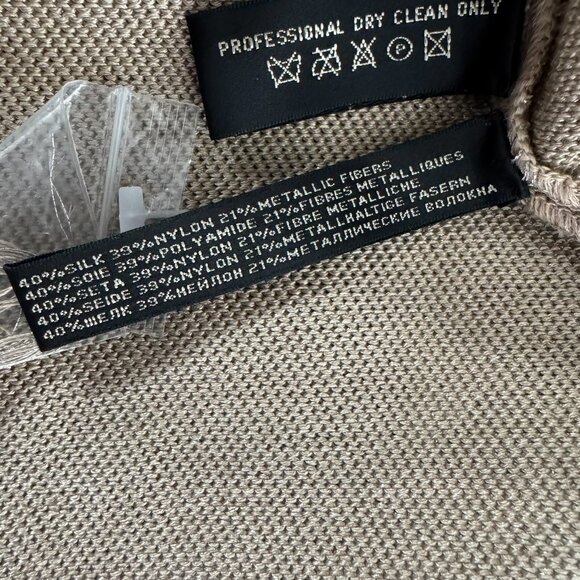 PROFESSIONAL DRY CLEAN ONLY
P
40%SILK 39%NYLON 21%METALLIC FIBERS
40%SOIE 39%POLYAMIDE 21%FIBRES METALLIQUES
40%SETA 39%NYLON 21%FIBRE METALLICHE
40%SEIDE 39%NYLON 21%METALLHALTIGE FASERN
40%ШЕЛК 39%НЕЙЛОН 21%МЕТАЛЛИЧЕСКИЕ ВОЛОКНА